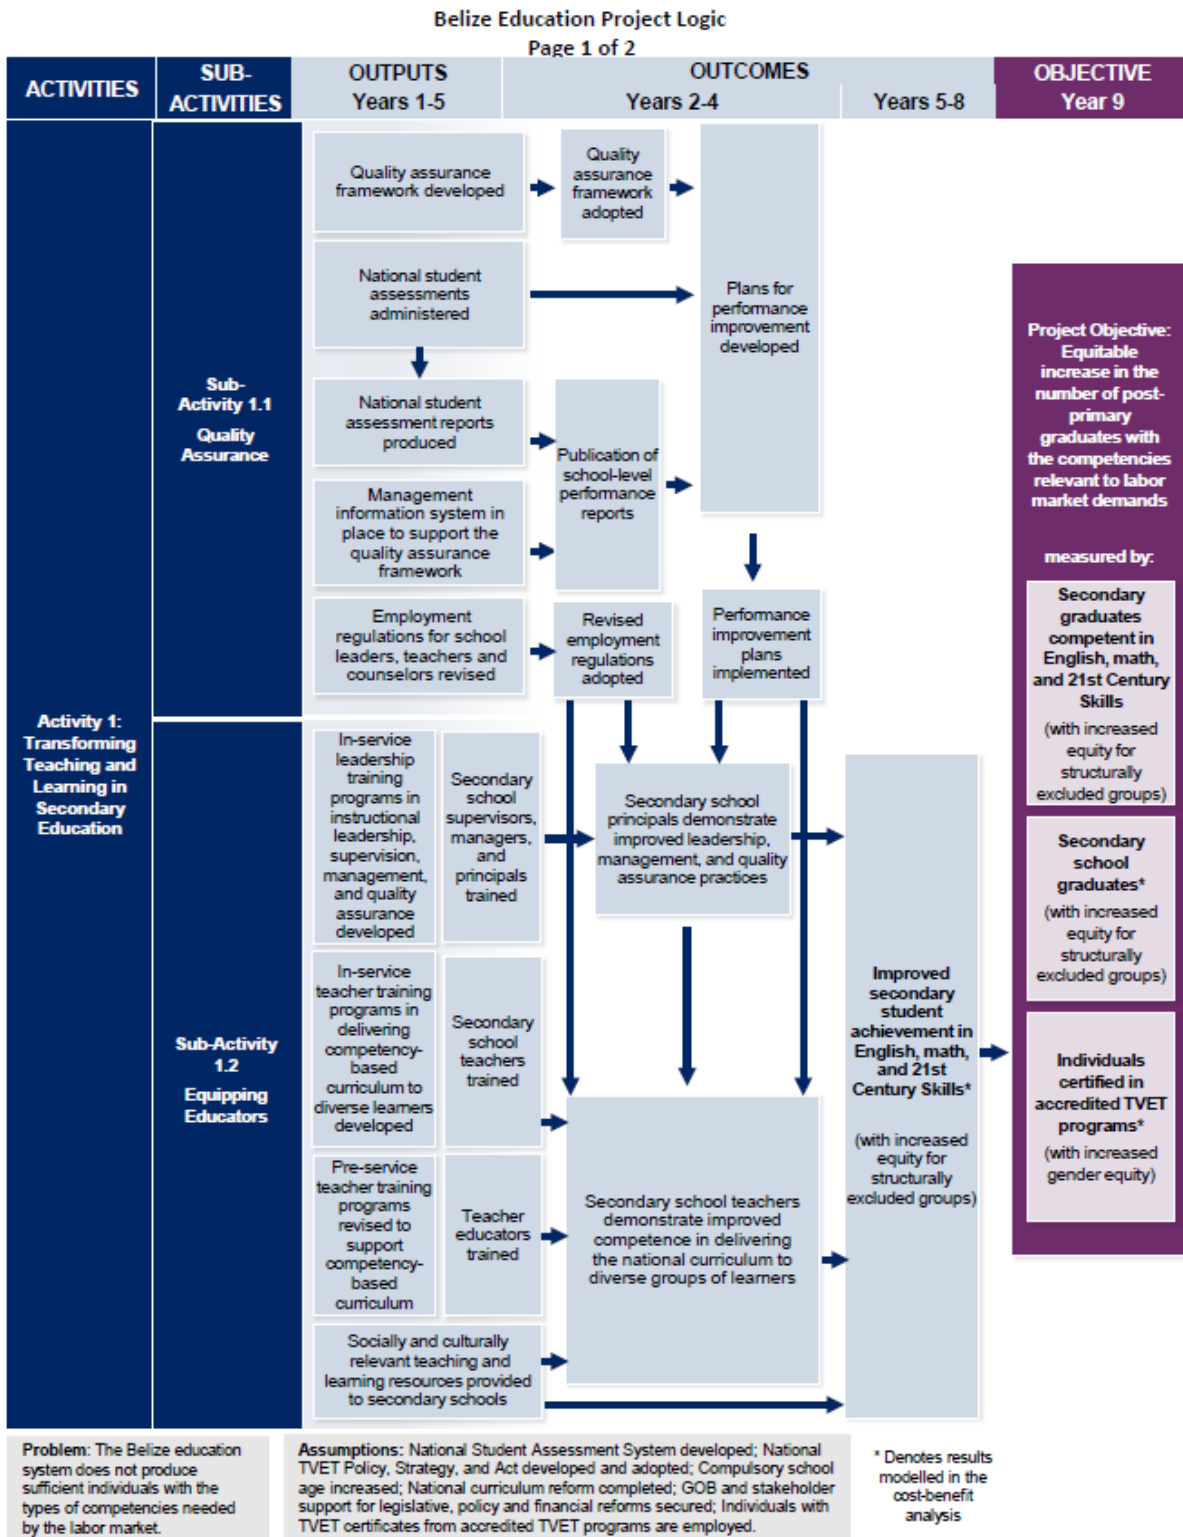 Belize Education Project Logic
Page 1 of 2
ACTIVITIES
SUB-
ACTIVITIES
OUTPUTS
Years 1-5
OUTCOMES
Years 2-4
Years 5-8
OBJECTIVE
Year 9
Activity 1:
Transforming
Teaching and
Learning in
Secondary
Education
Sub-
Activity 1.1
Quality
Assurance
Quality assurance
framework developed
Quality
assurance
framework
adopted
National student
assessments
administered
Plans for
performance
improvement
developed
National student
assessment reports
produced
Publication of
school-level
performance
reports
Management
information system in
place to support the
quality assurance
framework
Employment
regulations for school
leaders, teachers and
counselors revised
Revised
employment
regulations
adopted
Performance
improvement
plans
implemented
Sub-Activity
1.2
Equipping
Educators
In-service
leadership
training
programs in
instructional
leadership,
supervision,
management,
and quality
assurance
developed
Secondary
school
supervisors,
managers,
and
principals
trained
Secondary school
principals demonstrate
improved leadership,
management, and quality
assurance practices
In-service
teacher training
programs in
delivering
competency-
based
curriculum to
diverse learners
developed
Secondary
school
teachers
trained
Pre-service
teacher training
programs
revised to
support
competency-
based
curriculum
Teacher
educators
trained
Secondary school teachers
demonstrate improved
competence in delivering
the national curriculum to
diverse groups of learners
Socially and culturally
relevant teaching and
learning resources provided
to secondary schools
Improved
secondary
student
achievement in
English, math,
and 21st
Century Skills*
(with increased
equity for
structurally
excluded groups)
Project Objective:
Equitable
increase in the
number of post-
primary
graduates with
the competencies
relevant to labor
market demands
measured by:
Secondary
graduates
competent in
English, math,
and 21st Century
Skills
(with increased
equity for
structurally
excluded groups)
Secondary
school
graduates*
(with increased
equity for
structurally
excluded groups)
Individuals
certified in
accredited TVET
programs*
(with increased
gender equity)
Problem: The Belize education
system does not produce
sufficient individuals with the
types of competencies needed
by the labor market.
Assumptions: National Student Assessment System developed; National
TVET Policy, Strategy, and Act developed and adopted; Compulsory school
age increased; National curriculum reform completed; GOB and stakeholder
support for legislative, policy and financial reforms secured; Individuals with
TVET certificates from accredited TVET programs are employed.
* Denotes results
modelled in the
cost-benefit
analysis